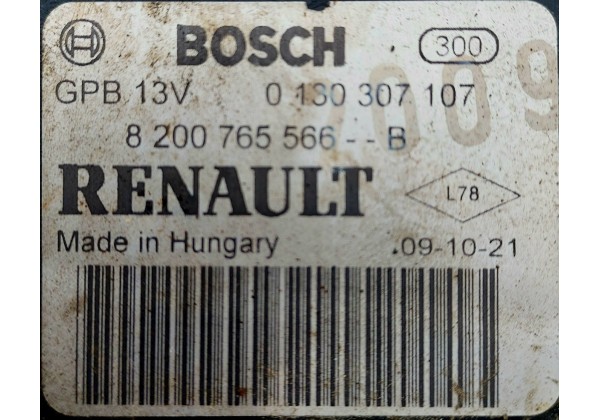 BOSCH 300
GPB 13V 0 130 307 107
8 200 765 566 - - B
2009
RENAULT L78
Made in Hungary 09-10-21